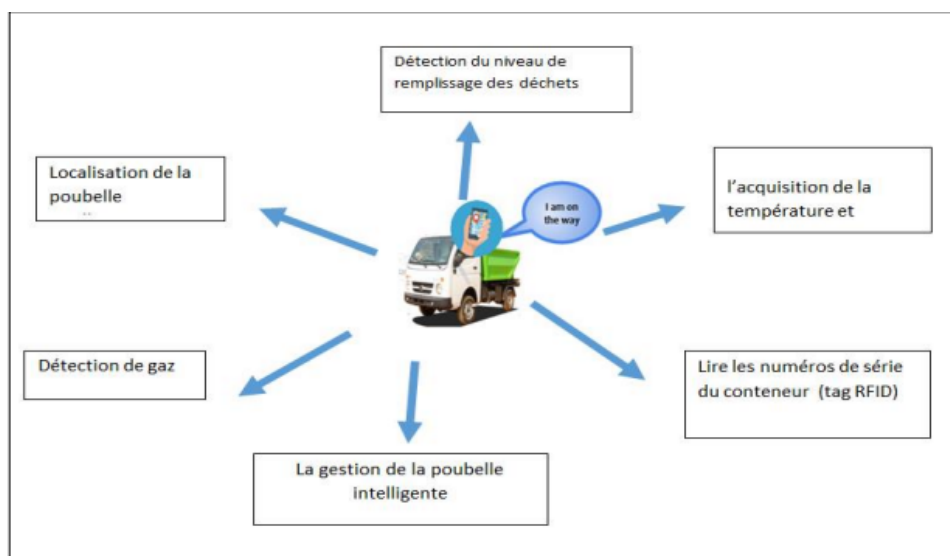 Détection du niveau de
remplissage des déchets
Localisation de la
poubelle
l'acquisition de la
température et
I am on
the way
Détection de gaz
Lire les numéros de série
du conteneur (tag RFID)
La gestion de la poubelle
intelligente